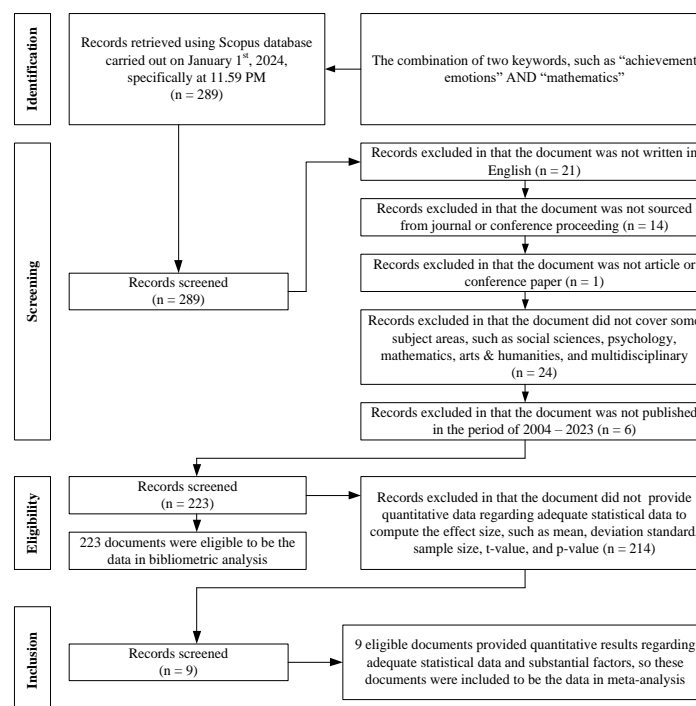 Identification
Records retrieved using Scopus database
carried out on January 1st, 2024,
specifically at 11.59 PM
(n = 289)
The combination of two keywords, such as “achievement
emotions” AND “mathematics”
Screening
Records screened
(n = 289)
Records excluded in that the document was not written in
English (n = 21)
Records excluded in that the document was not sourced
from journal or conference proceeding (n = 14)
Records excluded in that the document was not article or
conference paper (n = 1)
Records excluded in that the document did not cover some
subject areas, such as social sciences, psychology,
mathematics, arts & humanities, and multidisciplinary
(n = 24)
Records excluded in that the document was not published
in the period of 2004 – 2023 (n = 6)
Eligibility
Records screened
(n = 223)
223 documents were eligible to be the
data in bibliometric analysis
Records excluded in that the document did not provide
quantitative data regarding adequate statistical data to
compute the effect size, such as mean, deviation standard,
sample size, t-value, and p-value (n = 214)
Inclusion
Records screened
(n = 9)
9 eligible documents provided quantitative results regarding
adequate statistical data and substantial factors, so these
documents were included to be the data in meta-analysis